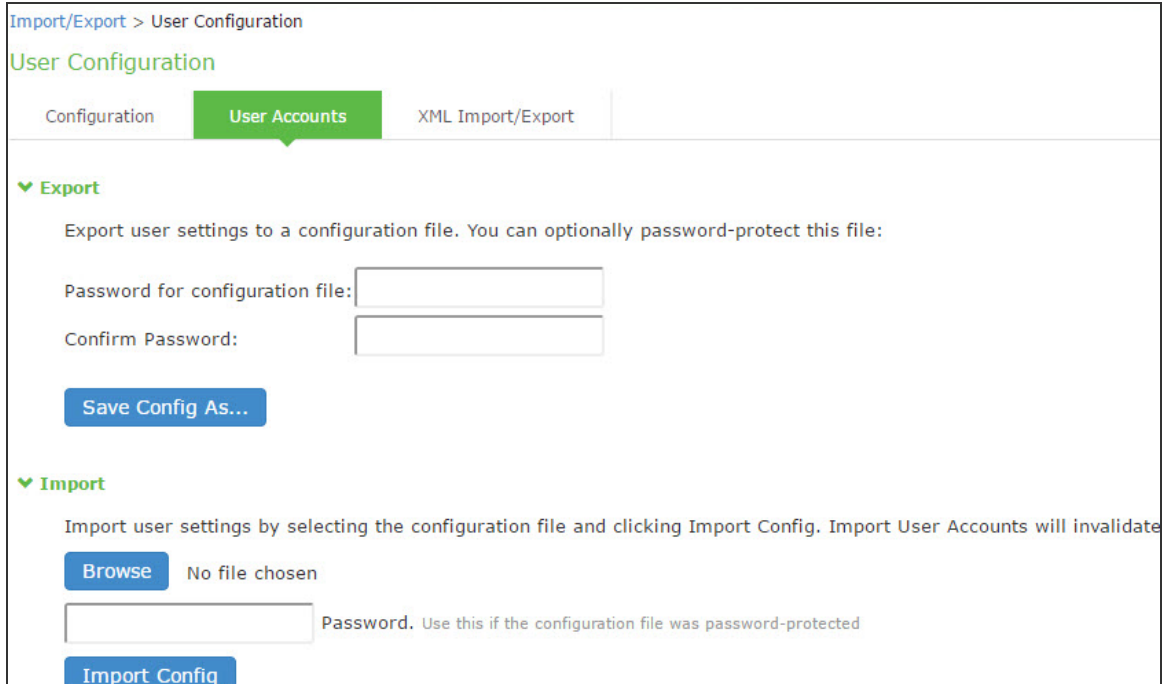 Import/Export > User Configuration
User Configuration
Configuration User Accounts XML Import/Export
Export
Export user settings to a configuration file. You can optionally password-protect this file:
Password for configuration file:
Confirm Password:
Save Config As...
Import
Import user settings by selecting the configuration file and clicking Import Config. Import User Accounts will invalidate
Browse No file chosen
Password. Use this if the configuration file was password-protected
Import Config